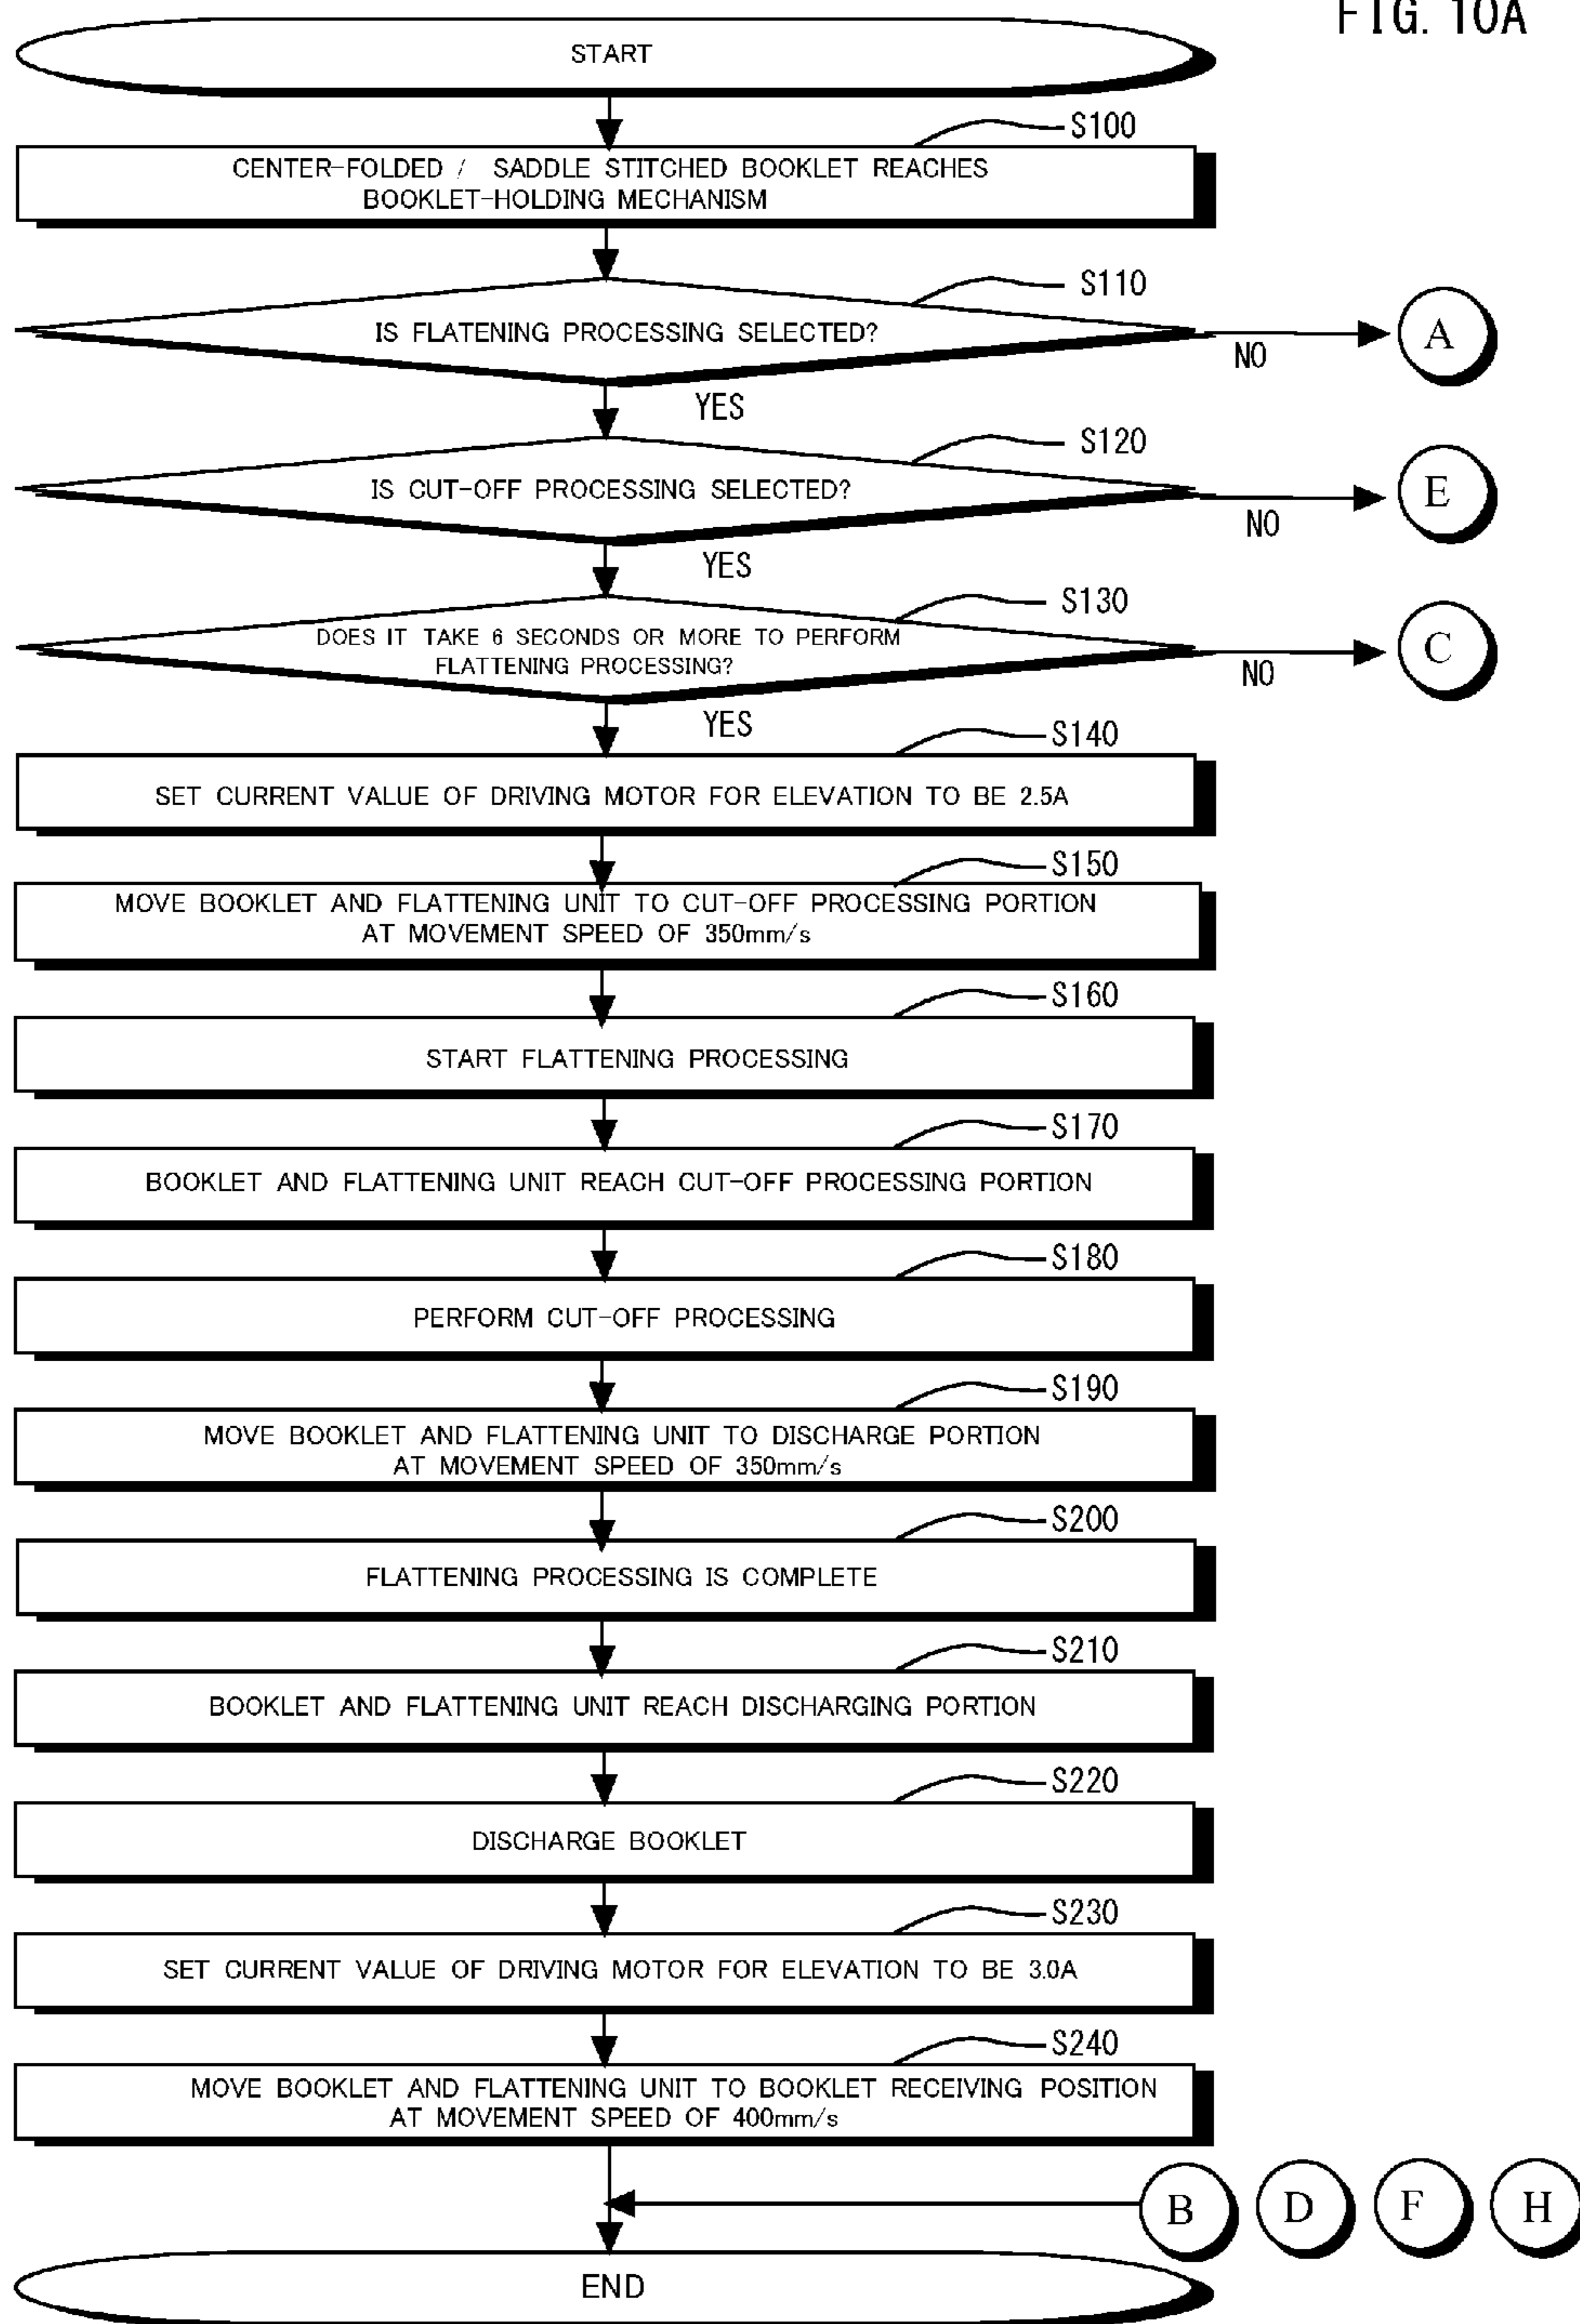 FIG. 10A
START
S100
CENTER-FOLDED / SADDLE STITCHED BOOKLET REACHES
BOOKLET-HOLDING MECHANISM
S110
IS FLATENING PROCESSING SELECTED?
NO
A
YES
S120
IS CUT-OFF PROCESSING SELECTED?
NO
E
YES
S130
DOES IT TAKE 6 SECONDS OR MORE TO PERFORM
FLATTENING PROCESSING?
NO
C
YES
S140
SET CURRENT VALUE OF DRIVING MOTOR FOR ELEVATION TO BE 2.5A
S150
MOVE BOOKLET AND FLATTENING UNIT TO CUT-OFF PROCESSING PORTION
AT MOVEMENT SPEED OF 350mm/s
S160
START FLATTENING PROCESSING
S170
BOOKLET AND FLATTENING UNIT REACH CUT-OFF PROCESSING PORTION
S180
PERFORM CUT-OFF PROCESSING
S190
MOVE BOOKLET AND FLATTENING UNIT TO DISCHARGE PORTION
AT MOVEMENT SPEED OF 350mm/s
S200
FLATTENING PROCESSING IS COMPLETE
S210
BOOKLET AND FLATTENING UNIT REACH DISCHARGING PORTION
S220
DISCHARGE BOOKLET
S230
SET CURRENT VALUE OF DRIVING MOTOR FOR ELEVATION TO BE 3.0A
S240
MOVE BOOKLET AND FLATTENING UNIT TO BOOKLET RECEIVING POSITION
AT MOVEMENT SPEED OF 400mm/s
B D F H
END